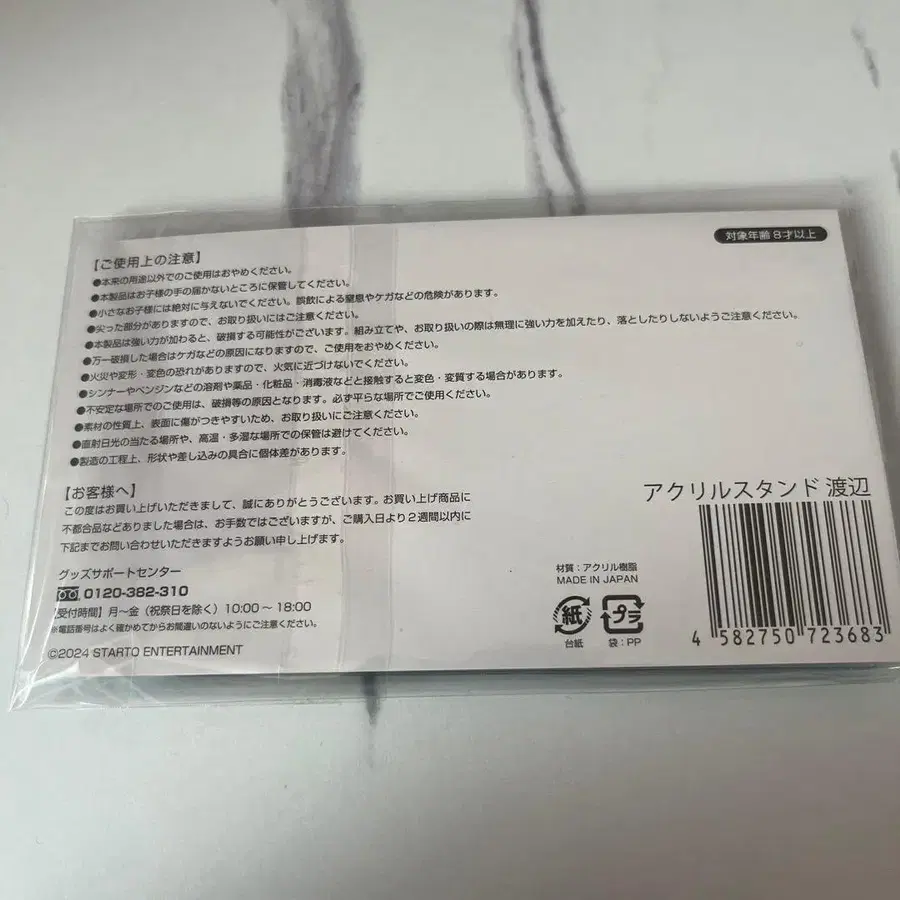 対象年齢 8才以上
【ご使用上の注意】
●本来の用途以外でのご使用はおやめください。
●本製品はお子様の手の届かないところに保管してください。
●小さなお子様には絶対に与えないでください。誤飲による窒息やケガなどの危険があります。
●尖った部分がありますので、お取り扱いにはご注意ください。
●本製品は強い力が加わると、破損する可能性がございます。組み立てや、お取り扱いの際は無理に強い力を加えたり、落としたりしないようご注意ください。
●万一破損した場合はケガなどの原因になりますので、ご使用をおやめください。
●火災や変形・変色の恐れがありますので、火気に近づけないでください。
●シンナーやベンジンなどの溶剤や薬品・化粧品・消毒液などと接触すると変色・変質する場合があります。
●不安定な場所でのご使用は、破損等の原因となります。必ず平らな場所でご使用ください。
●素材の性質上、表面に傷がつきやすいため、お取り扱いにご注意ください。
●直射日光の当たる場所や、高温・多湿な場所での保管は避けてください。
●製造の工程上、形状や差し込みの具合に個体差があります。
【お客様へ】
この度はお買い上げいただきまして、誠にありがとうございます。お買い上げ商品に
不都合品などありました場合は、お手数ではございますが、ご購入日より2週間以内に
下記までお問い合わせいただきますようお願い申し上げます。
グッズサポートセンター
0120-382-310
【受付時間】月〜金（祝祭日を除く）10:00 〜 18:00
※電話番号はよく確かめてからお間違いのないようにご注意ください。
©2024 STARTO ENTERTAINMENT
アクリルスタンド 渡辺
材質：アクリル樹脂
MADE IN JAPAN
紙
台紙
プラ
袋：PP
4 582750 723683